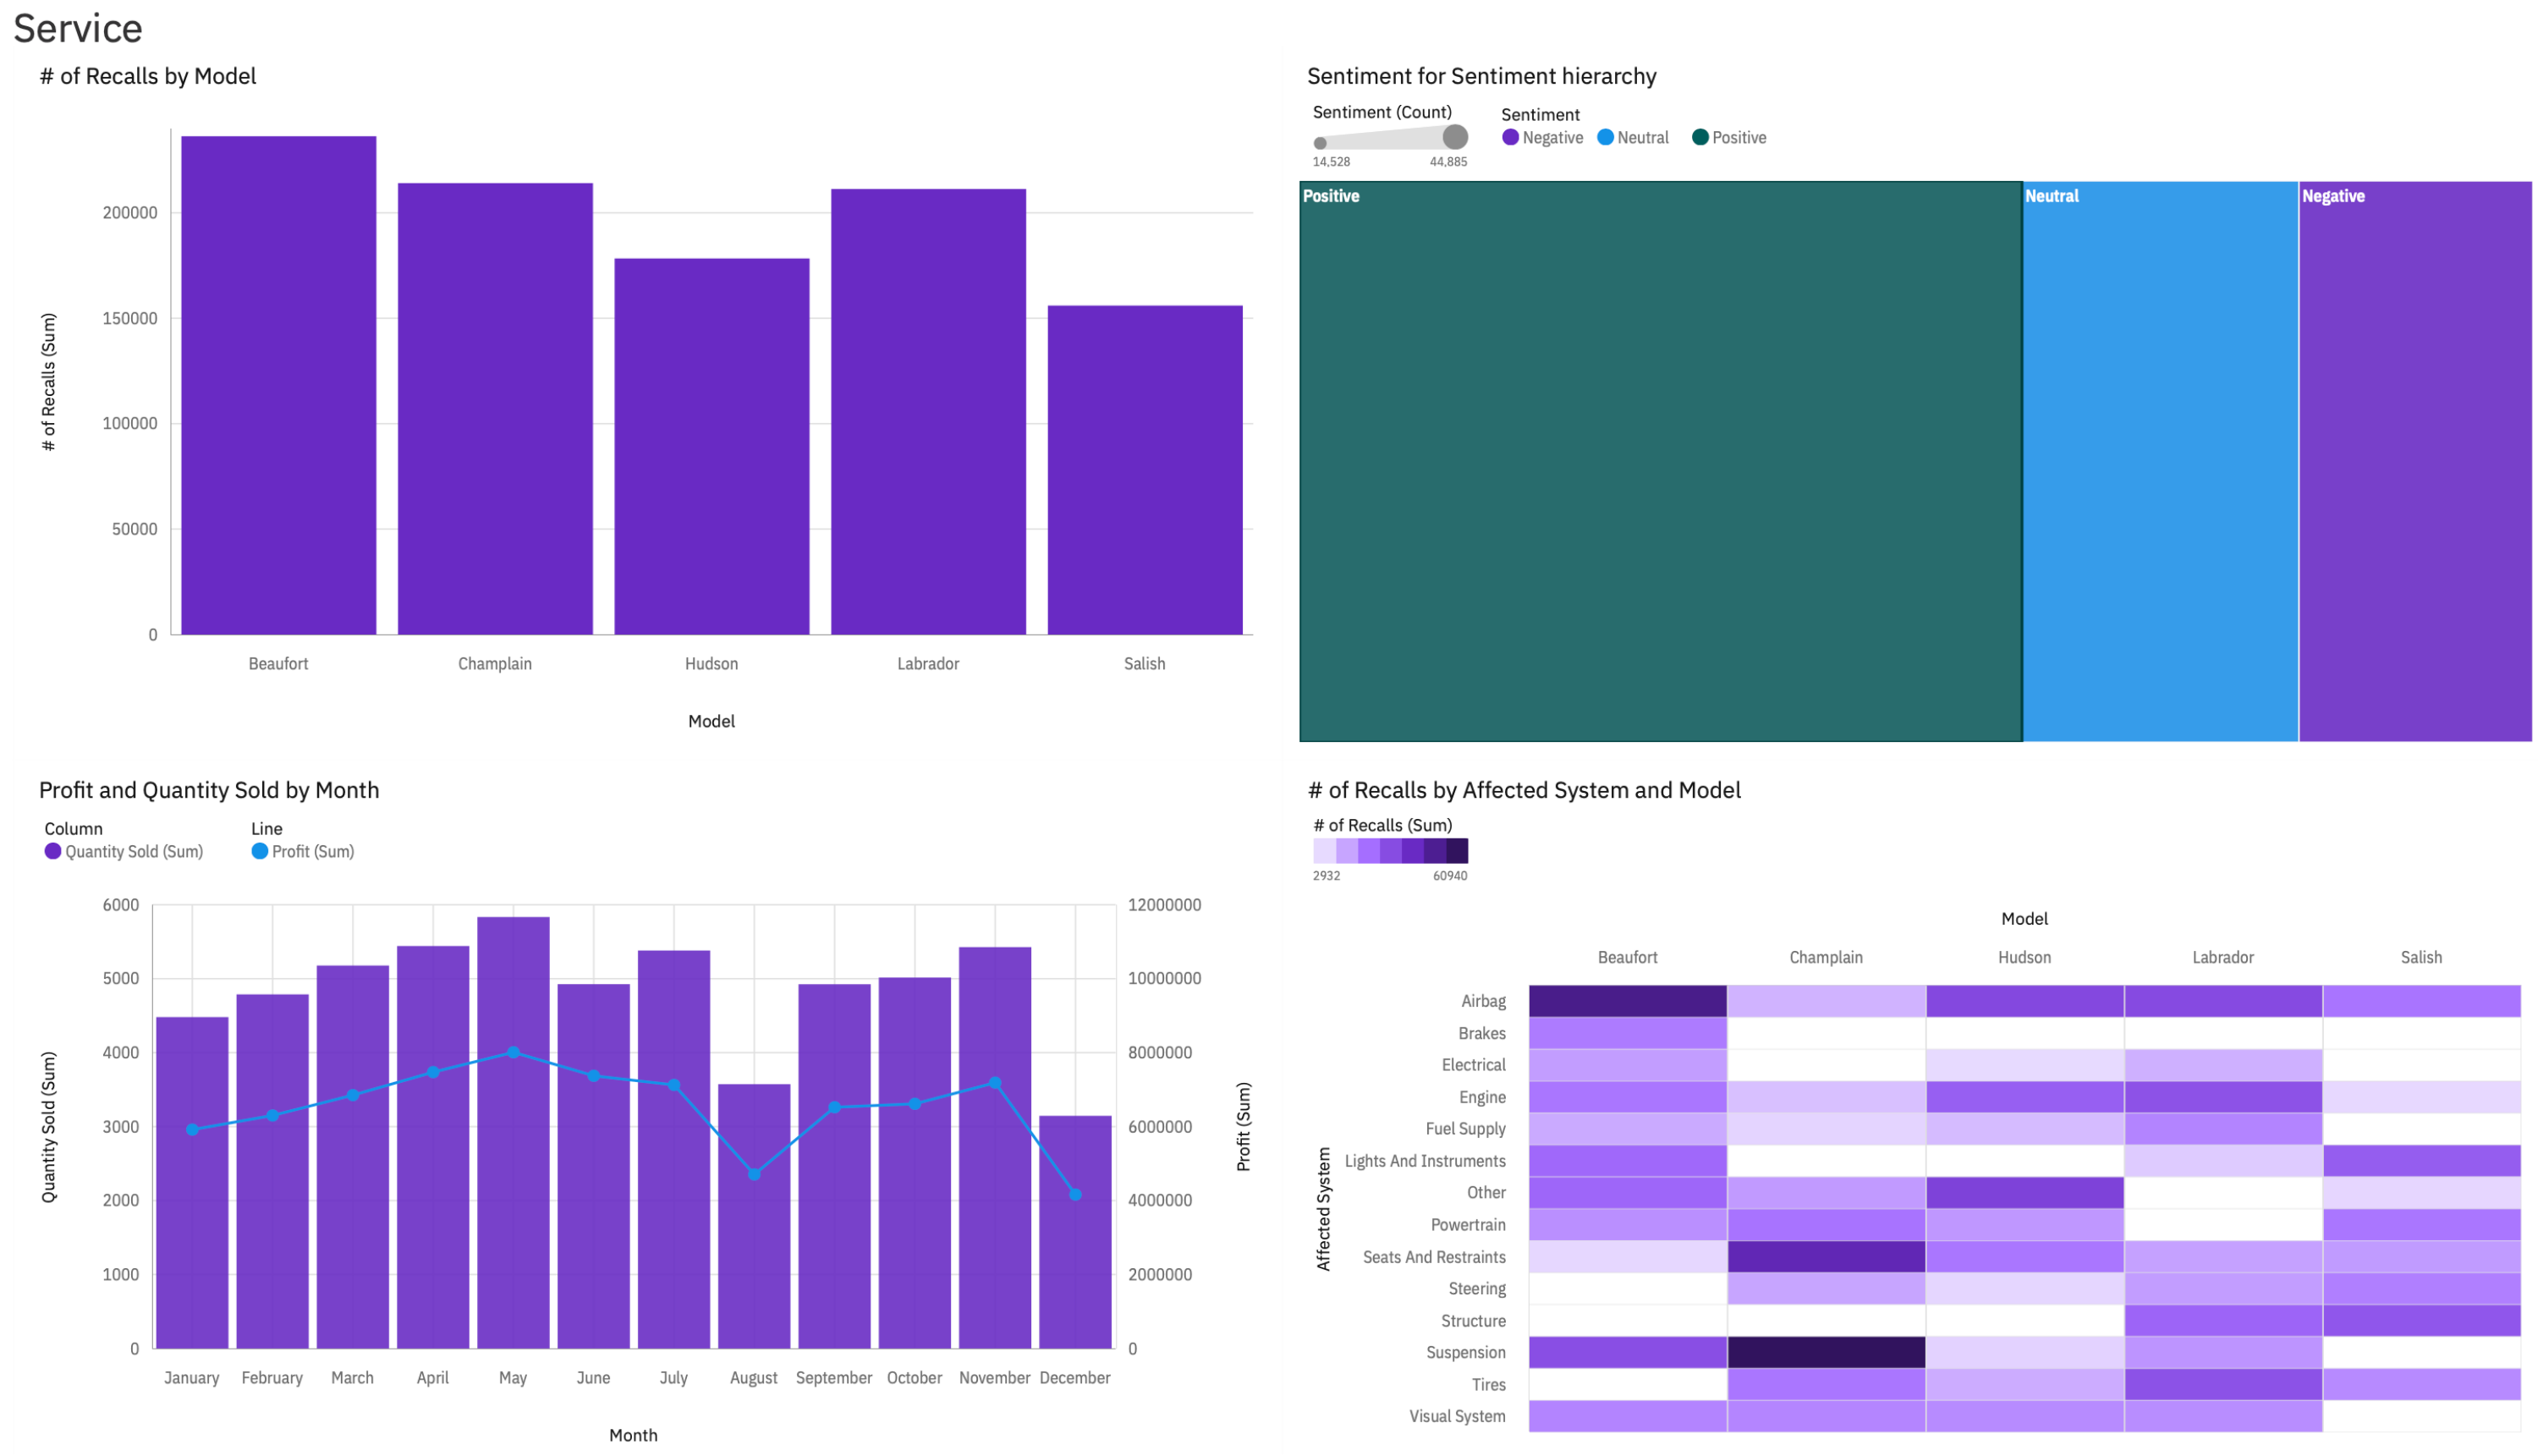 Service
# of Recalls by Model
# of Recalls (Sum)
200000
150000
100000
50000
0
Beaufort Champlain Hudson Labrador Salish
Model
Sentiment for Sentiment hierarchy
Sentiment (Count)
14,528 44,885
Sentiment
Negative Neutral Positive
Positive Neutral Negative
Profit and Quantity Sold by Month
Column Line
Quantity Sold (Sum) Profit (Sum)
Quantity Sold (Sum)
6000
5000
4000
3000
2000
1000
0
12000000
10000000
8000000
6000000
4000000
2000000
0
Profit (Sum)
January February March April May June July August September October November December
Month
# of Recalls by Affected System and Model
# of Recalls (Sum)
2932 60940
Model
Beaufort Champlain Hudson Labrador Salish
Affected System
Airbag
Brakes
Electrical
Engine
Fuel Supply
Lights And Instruments
Other
Powertrain
Seats And Restraints
Steering
Structure
Suspension
Tires
Visual System